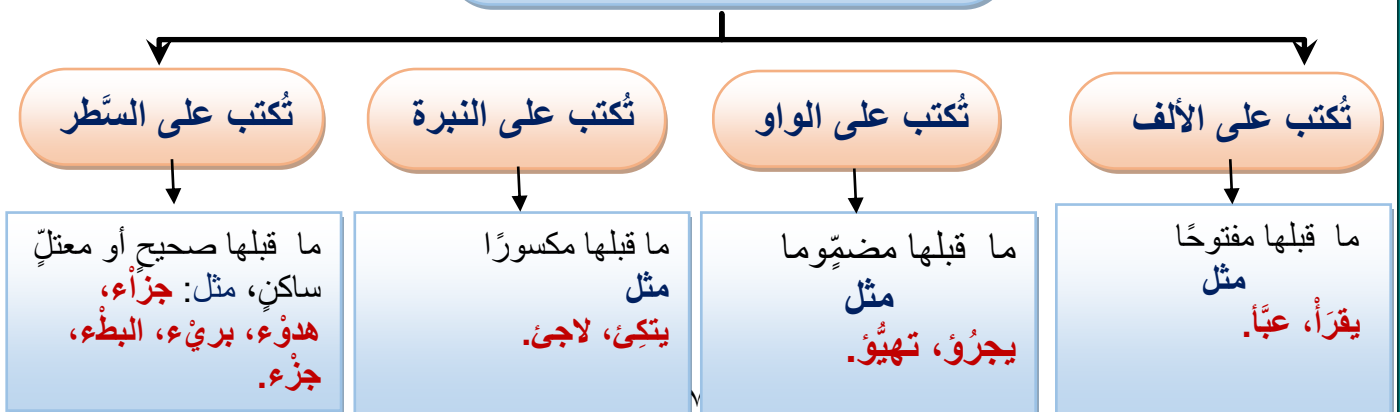 تُكتب على الألف
تُكتب على الواو
تُكتب على النبرة
تُكتب على السَّطر
ما قبلها مفتوحًا
مثل
يقرَأْ، عبَّأ.
ما قبلها مضمّوما
مثل
يجرُؤ، تهيُّؤ.
ما قبلها مكسورًا
مثل
يتكِئ، لاجئ.
ما قبلها صحيحٍ أو معتلٍّ
ساكنٍ، مثل: جزاْء،
هدوْء، بريْء، البطْء،
جزْء.